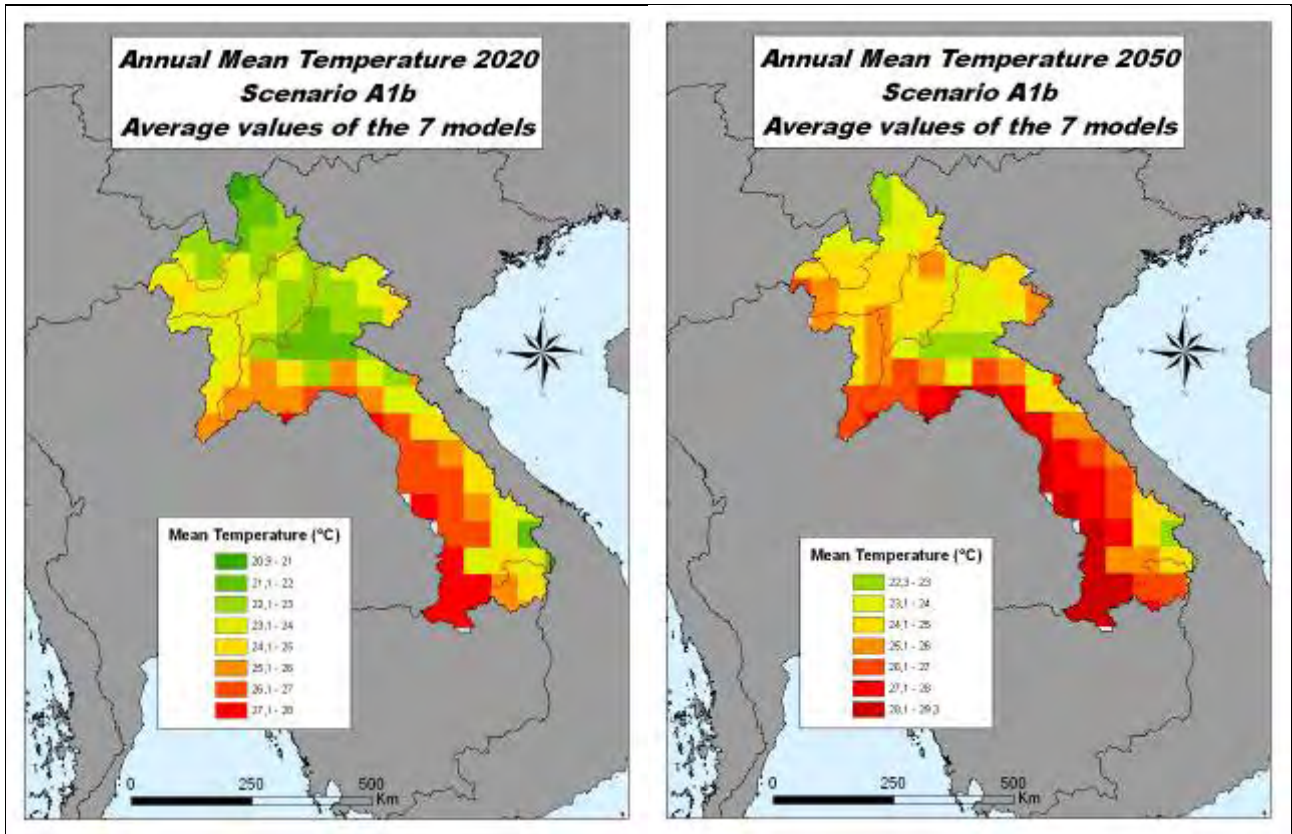 Annual Mean Temperature 2020
Scenario A1b
Average values of the 7 models
Mean Temperature (°C)
20,9 - 21
21,1 - 22
22,1 - 23
23,1 - 24
24,1 - 25
25,1 - 26
26,1 - 27
27,1 - 28
0 250 500
Km
Annual Mean Temperature 2050
Scenario A1b
Average values of the 7 models
Mean Temperature (°C)
22,3 - 23
23,1 - 24
24,1 - 25
25,1 - 26
26,1 - 27
27,1 - 28
28,1 - 29,3
0 250 500
Km